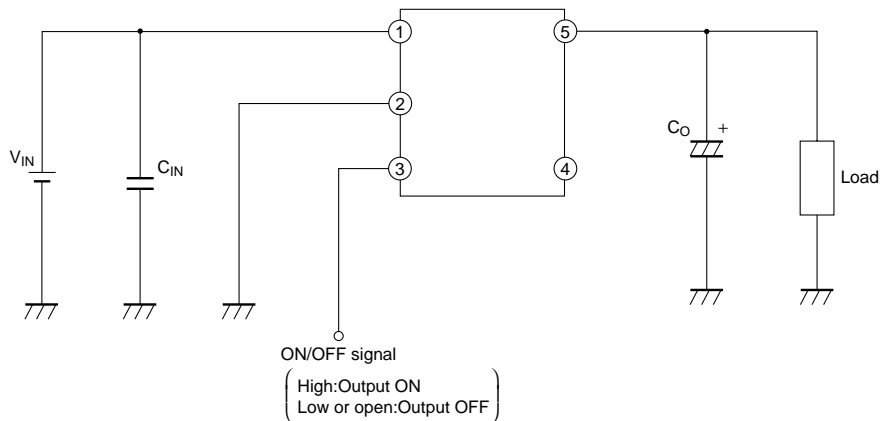 1
5
2
3
4
V_IN
C_IN
C_O
+
Load
ON/OFF signal
High:Output ON
Low or open:Output OFF